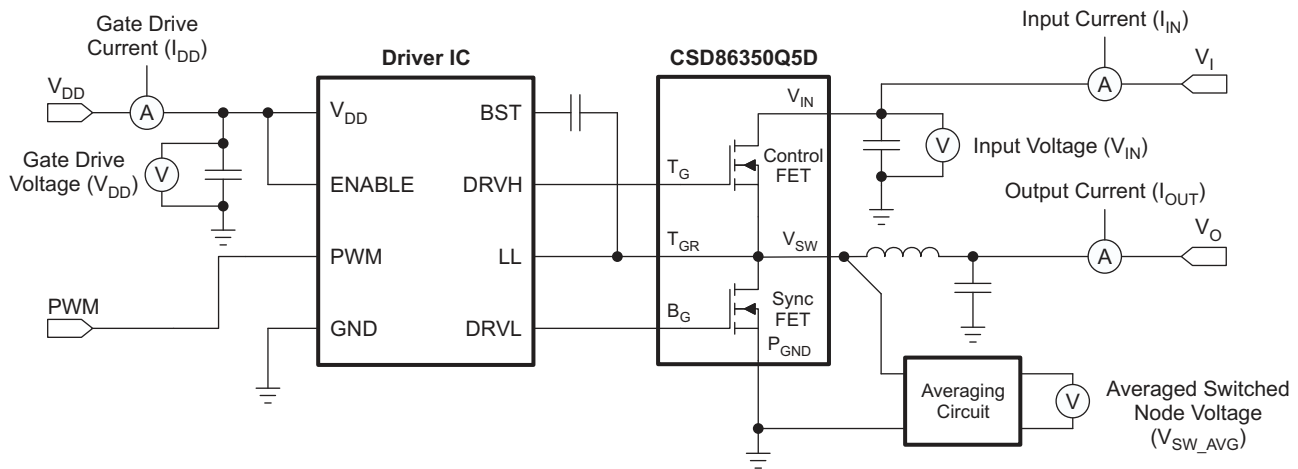 Gate Drive
Current (I_DD)
V_DD
A
V
Gate Drive
Voltage (V_DD)
PWM
Driver IC
V_DD
ENABLE
PWM
GND
BST
DRVH
LL
DRVL
CSD86350Q5D
V_IN
T_G
Control
FET
T_GR
V_SW
B_G
Sync
FET
P_GND
Input Current (I_IN)
V_I
A
V
Input Voltage (V_IN)
Output Current (I_OUT)
V_O
A
Averaging
Circuit
V
Averaged Switched
Node Voltage
(V_SW_AVG)